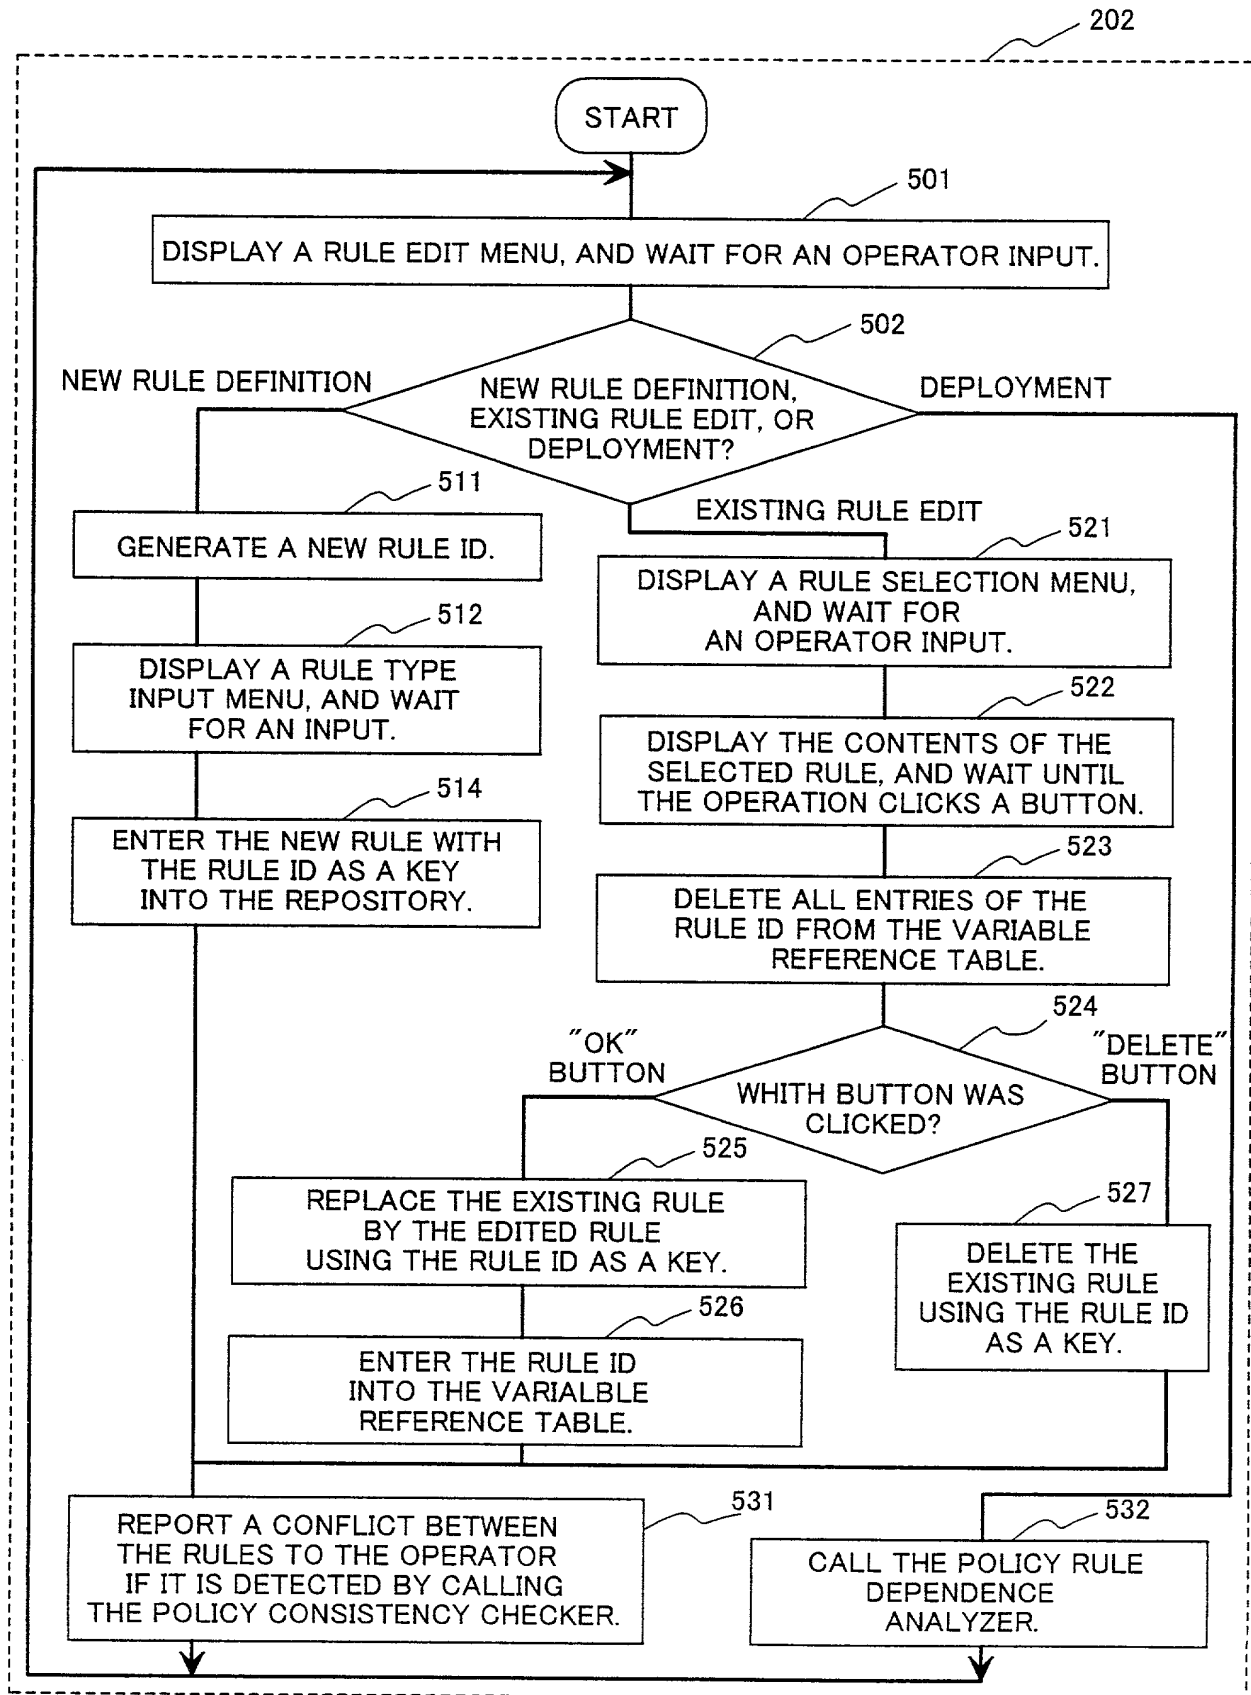 202
START
501
DISPLAY A RULE EDIT MENU, AND WAIT FOR AN OPERATOR INPUT.
502
NEW RULE DEFINITION
NEW RULE DEFINITION,
EXISTING RULE EDIT, OR
DEPLOYMENT?
DEPLOYMENT
511
GENERATE A NEW RULE ID.
512
DISPLAY A RULE TYPE
INPUT MENU, AND WAIT
FOR AN INPUT.
514
ENTER THE NEW RULE WITH
THE RULE ID AS A KEY
INTO THE REPOSITORY.
EXISTING RULE EDIT
521
DISPLAY A RULE SELECTION MENU,
AND WAIT FOR
AN OPERATOR INPUT.
522
DISPLAY THE CONTENTS OF THE
SELECTED RULE, AND WAIT UNTIL
THE OPERATION CLICKS A BUTTON.
523
DELETE ALL ENTRIES OF THE
RULE ID FROM THE VARIABLE
REFERENCE TABLE.
524
"OK"
BUTTON
WHITH BUTTON WAS
CLICKED?
"DELETE"
BUTTON
525
REPLACE THE EXISTING RULE
BY THE EDITED RULE
USING THE RULE ID AS A KEY.
526
ENTER THE RULE ID
INTO THE VARIALBLE
REFERENCE TABLE.
527
DELETE THE
EXISTING RULE
USING THE RULE ID
AS A KEY.
531
REPORT A CONFLICT BETWEEN
THE RULES TO THE OPERATOR
IF IT IS DETECTED BY CALLING
THE POLICY CONSISTENCY CHECKER.
532
CALL THE POLICY RULE
DEPENDENCE
ANALYZER.